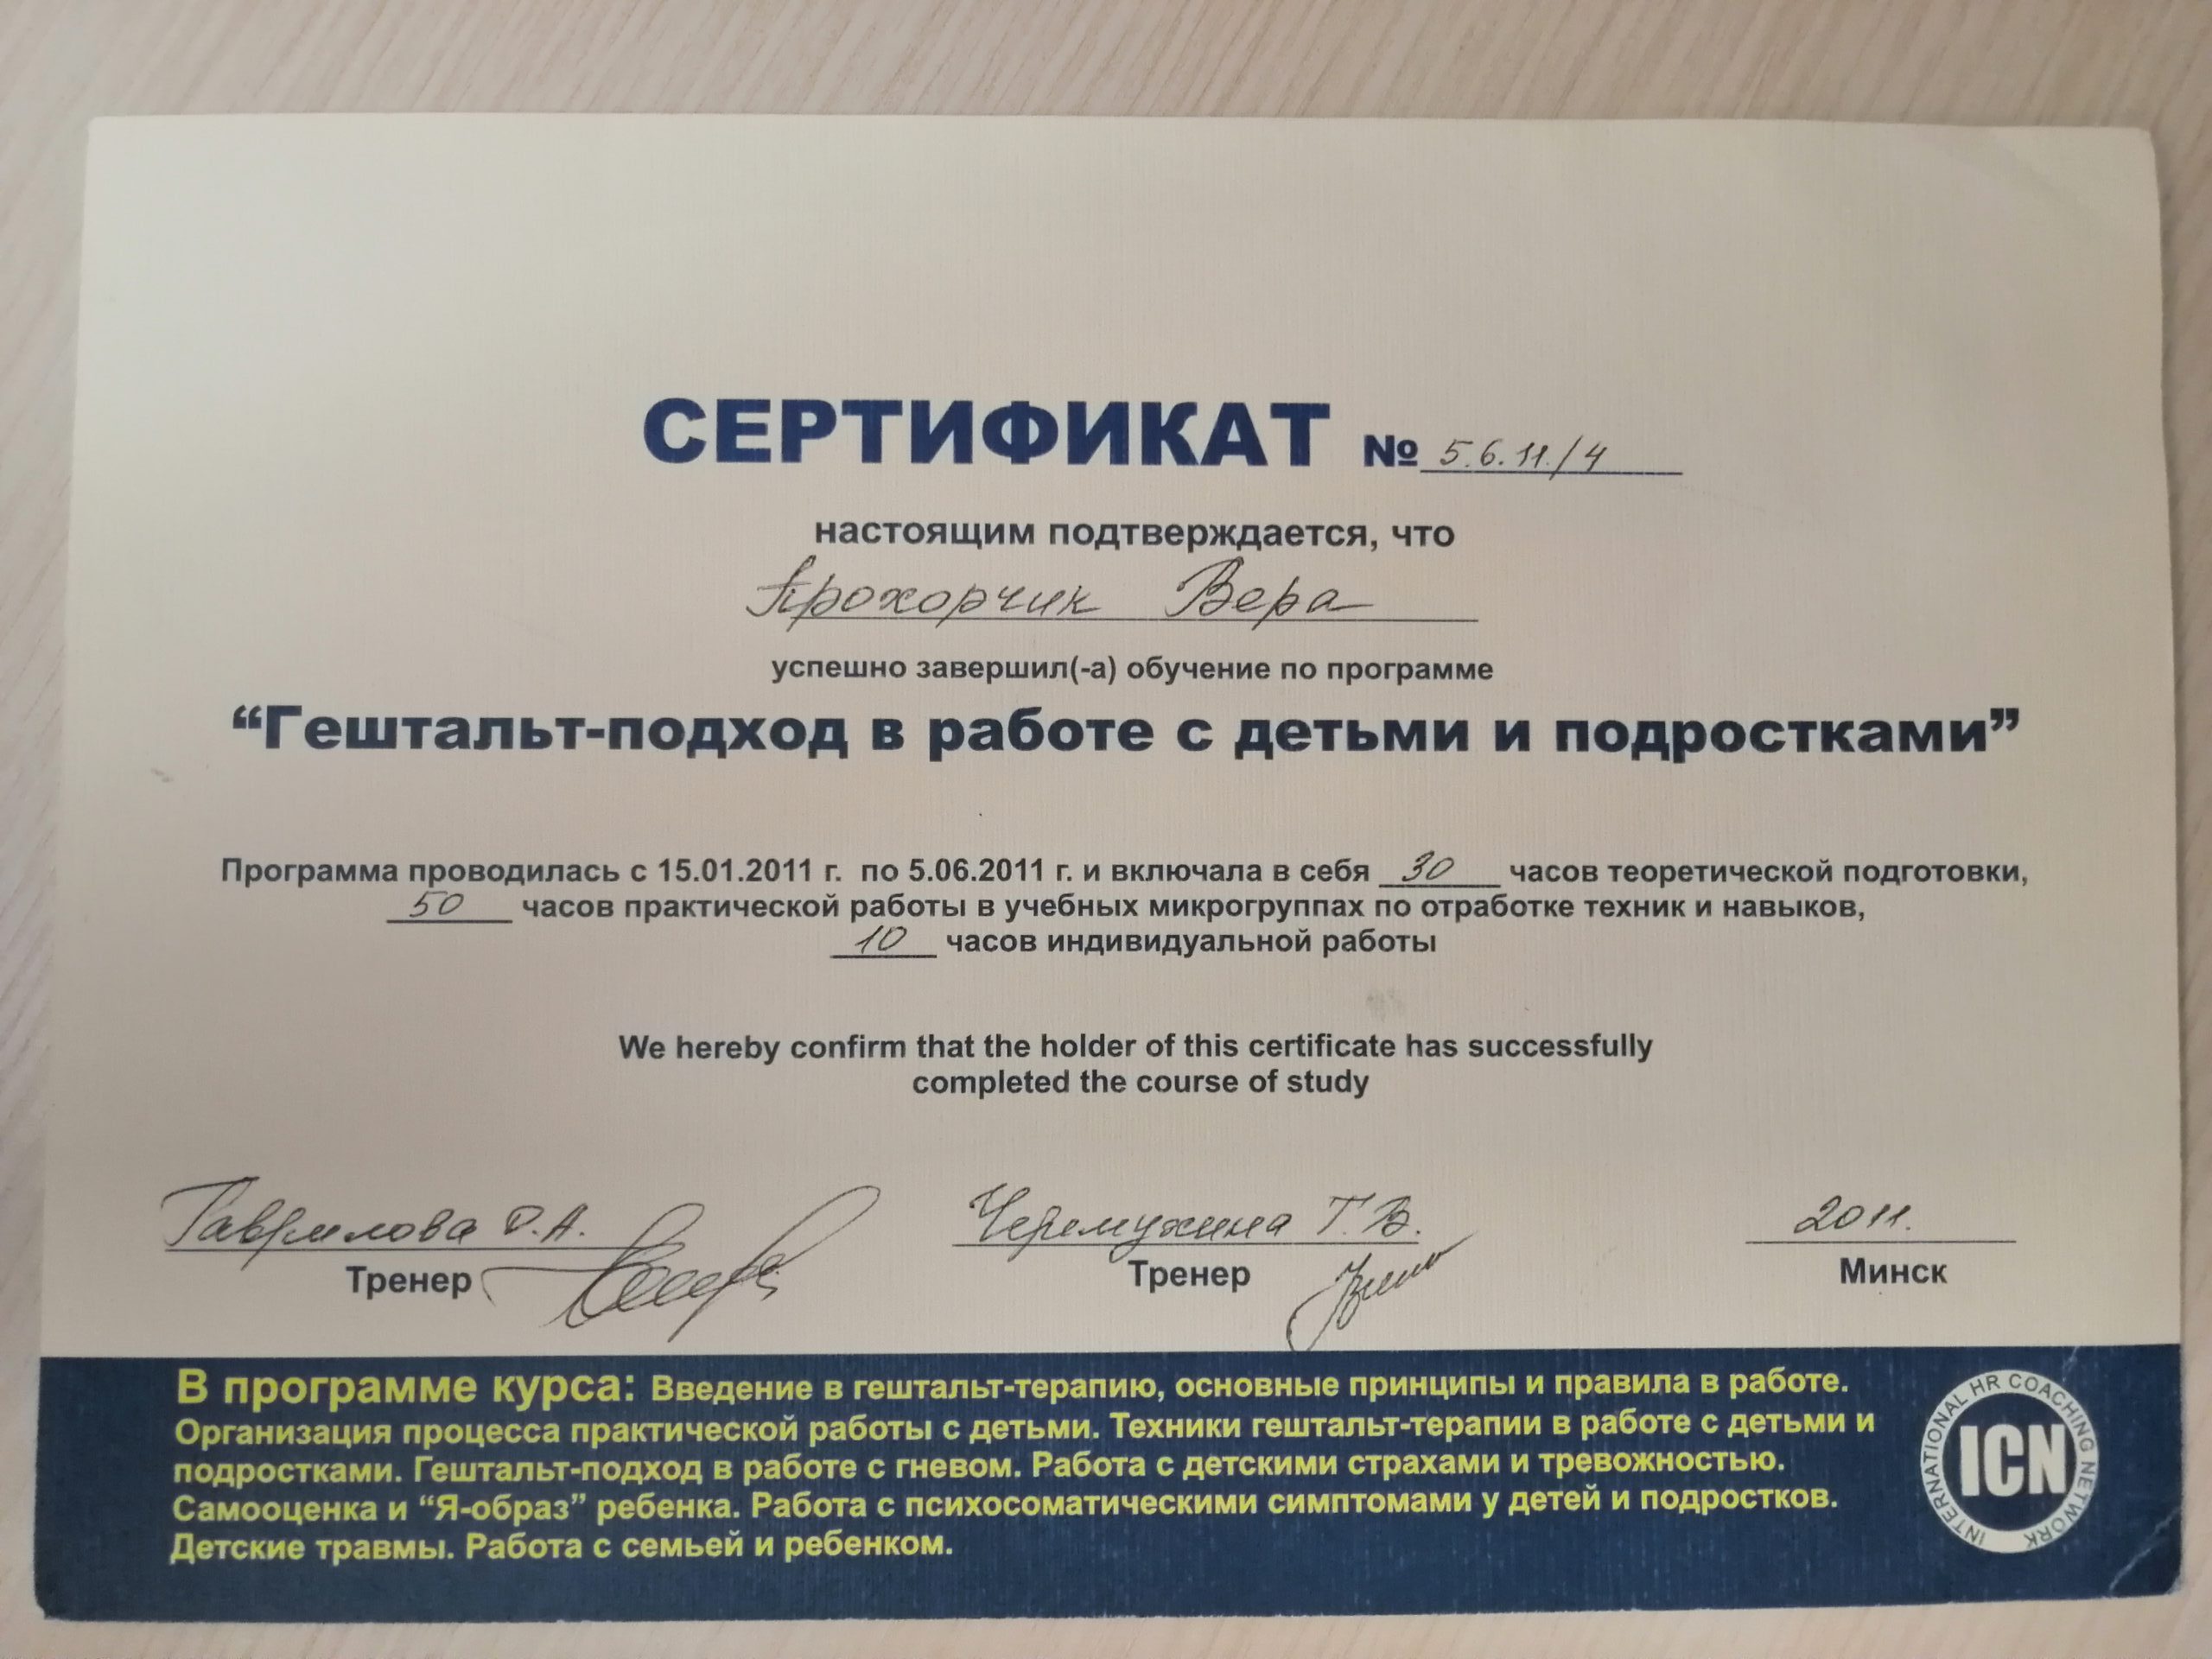 СЕРТИФИКАТ № 5.6.11./4
настоящим подтверждается, что
Прохорчик Вера
успешно завершил(-а) обучение по программе
“Гештальт-подход в работе с детьми и подростками”
Программа проводилась с 15.01.2011 г. по 5.06.2011 г. и включала в себя 30 часов теоретической подготовки,
50 часов практической работы в учебных микрогруппах по отработке техник и навыков,
10 часов индивидуальной работы
We hereby confirm that the holder of this certificate has successfully
completed the course of study
Гаврилова О.А. Черемухина Т.В. 2011.
Тренер Тренер Минск
В программе курса: Введение в гештальт-терапию, основные принципы и правила в работе.
Организация процесса практической работы с детьми. Техники гештальт-терапии в работе с детьми и
подростками. Гештальт-подход в работе с гневом. Работа с детскими страхами и тревожностью.
Самооценка и “Я-образ” ребенка. Работа с психосоматическими симптомами у детей и подростков.
Детские травмы. Работа с семьей и ребенком.
INTERNATIONAL HR COACHING NETWORK
ICN